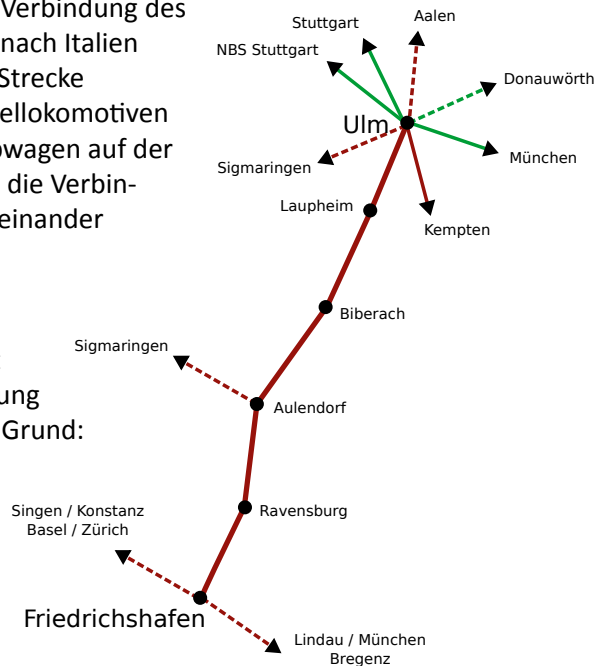 Verbindung des
nach Italien
Strecke
ellokomotiven
wagen auf der
die Verbin-
einander
ung
Grund:
Stuttgart
Aalen
NBS Stuttgart
Donauwörth
Ulm
München
Sigmaringen
Laupheim
Kempten
Biberach
Sigmaringen
Aulendorf
Singen / Konstanz
Basel / Zürich
Ravensburg
Friedrichshafen
Lindau / München
Bregenz